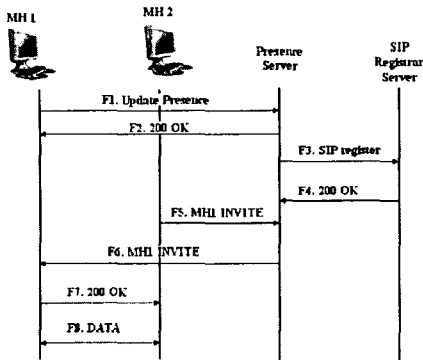 MH 1
MH 2
Presence
Server
SIP
Registrar
Server
F1. Update Presence
F2. 200 OK
F3. SIP register
F4. 200 OK
F5. MH1 INVITE
F6. MH1 INVITE
F7. 200 OK
F8. DATA